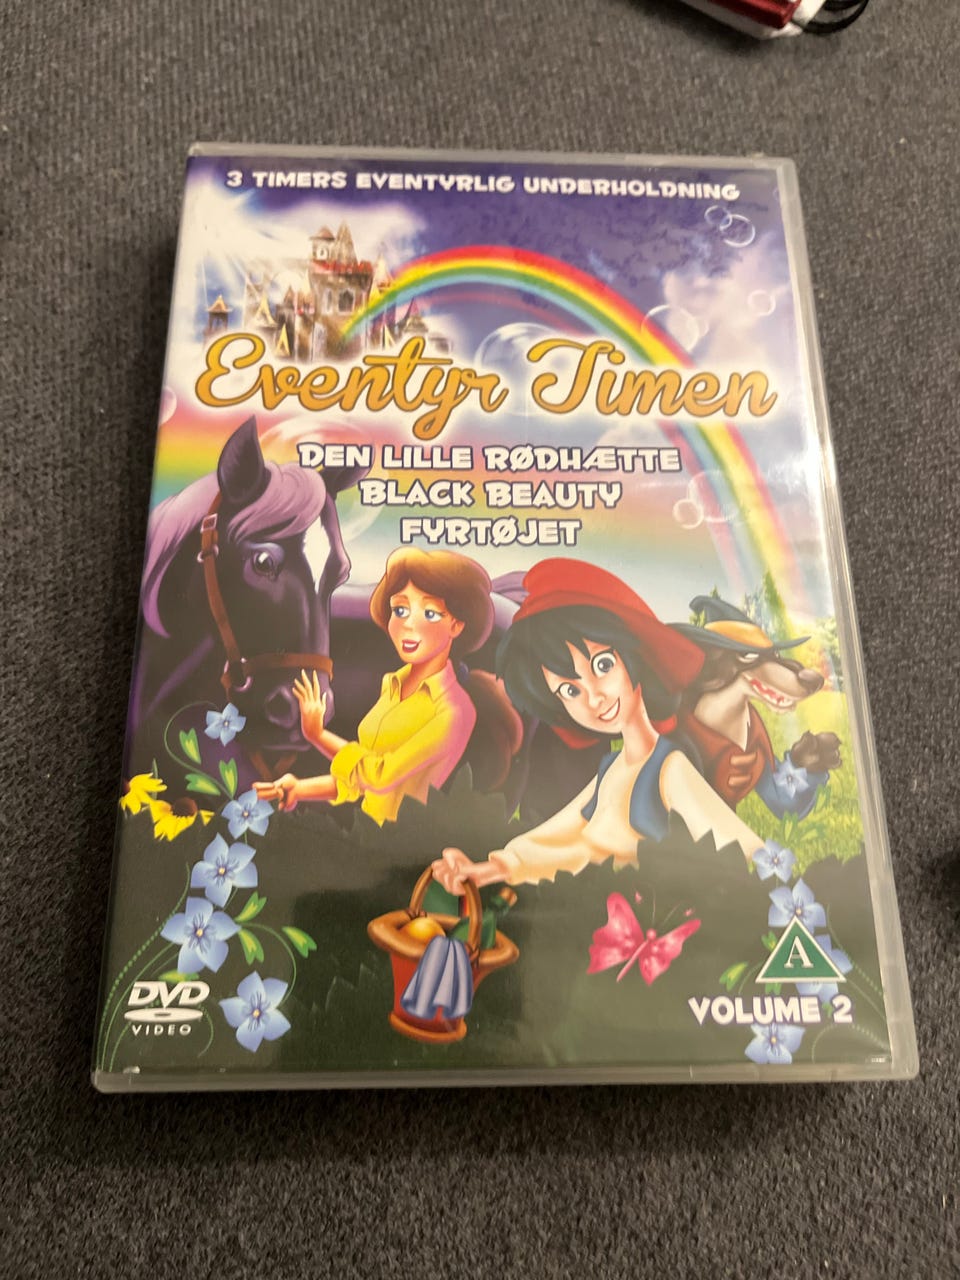 3 TIMERS EVENTYRLIG UNDERHOLDNING
Eventyr Timen
DEN LILLE RØDHÆTTE
BLACK BEAUTY
FYRTØJET
A
DVD
VIDEO
VOLUME 2